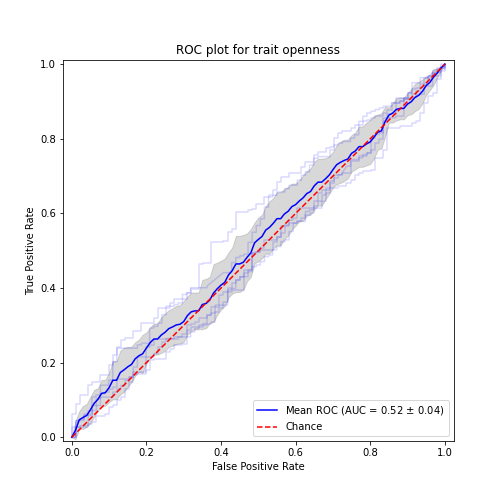 ROC plot for trait openness
True Positive Rate
1.0
0.8
0.6
0.4
0.2
0.0
Mean ROC (AUC = 0.52 ± 0.04)
Chance
0.0 0.2 0.4 0.6 0.8 1.0
False Positive Rate